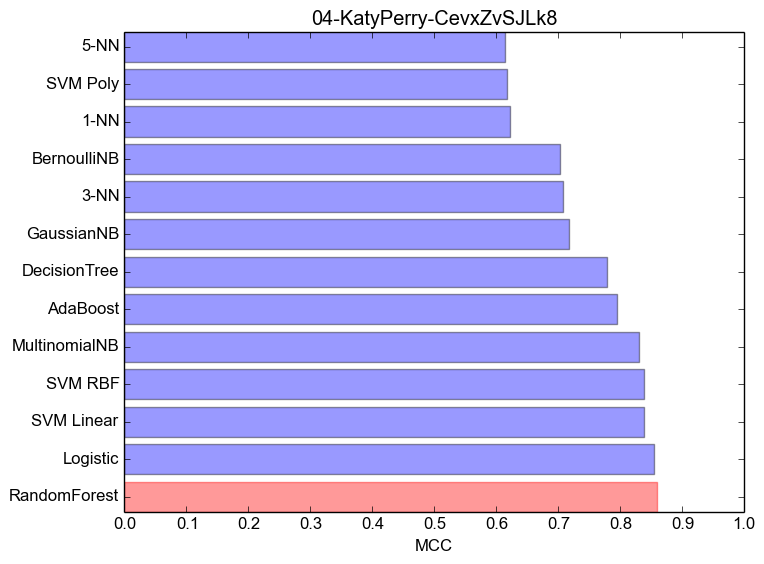 04-KatyPerry-CevxZvSJLk8
5-NN
SVM Poly
1-NN
BernoulliNB
3-NN
GaussianNB
DecisionTree
AdaBoost
MultinomialNB
SVM RBF
SVM Linear
Logistic
RandomForest
0.0 0.1 0.2 0.3 0.4 0.5 0.6 0.7 0.8 0.9 1.0
MCC